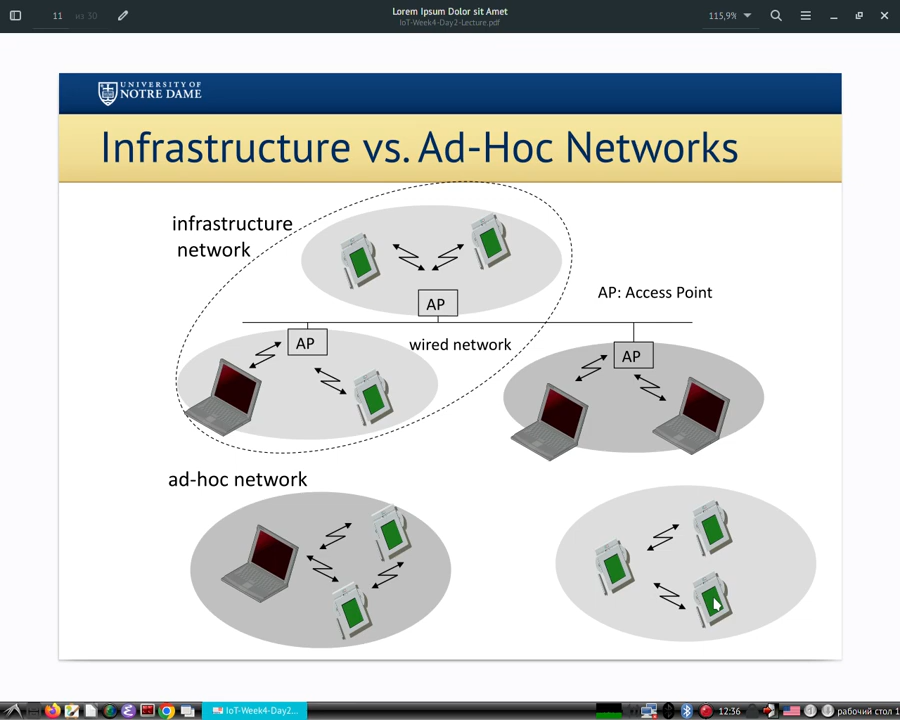 11
из 30
Lorem Ipsum Dolor sit Amet
IoT-Week4-Day2-Lecture.pdf
115,9%
UNIVERSITY OF
NOTRE DAME
Infrastructure vs. Ad-Hoc Networks
infrastructure
network
AP: Access Point
AP
AP
wired network
AP
ad-hoc network
IoT-Week4-Day2...
12:36
рабочий стол 1